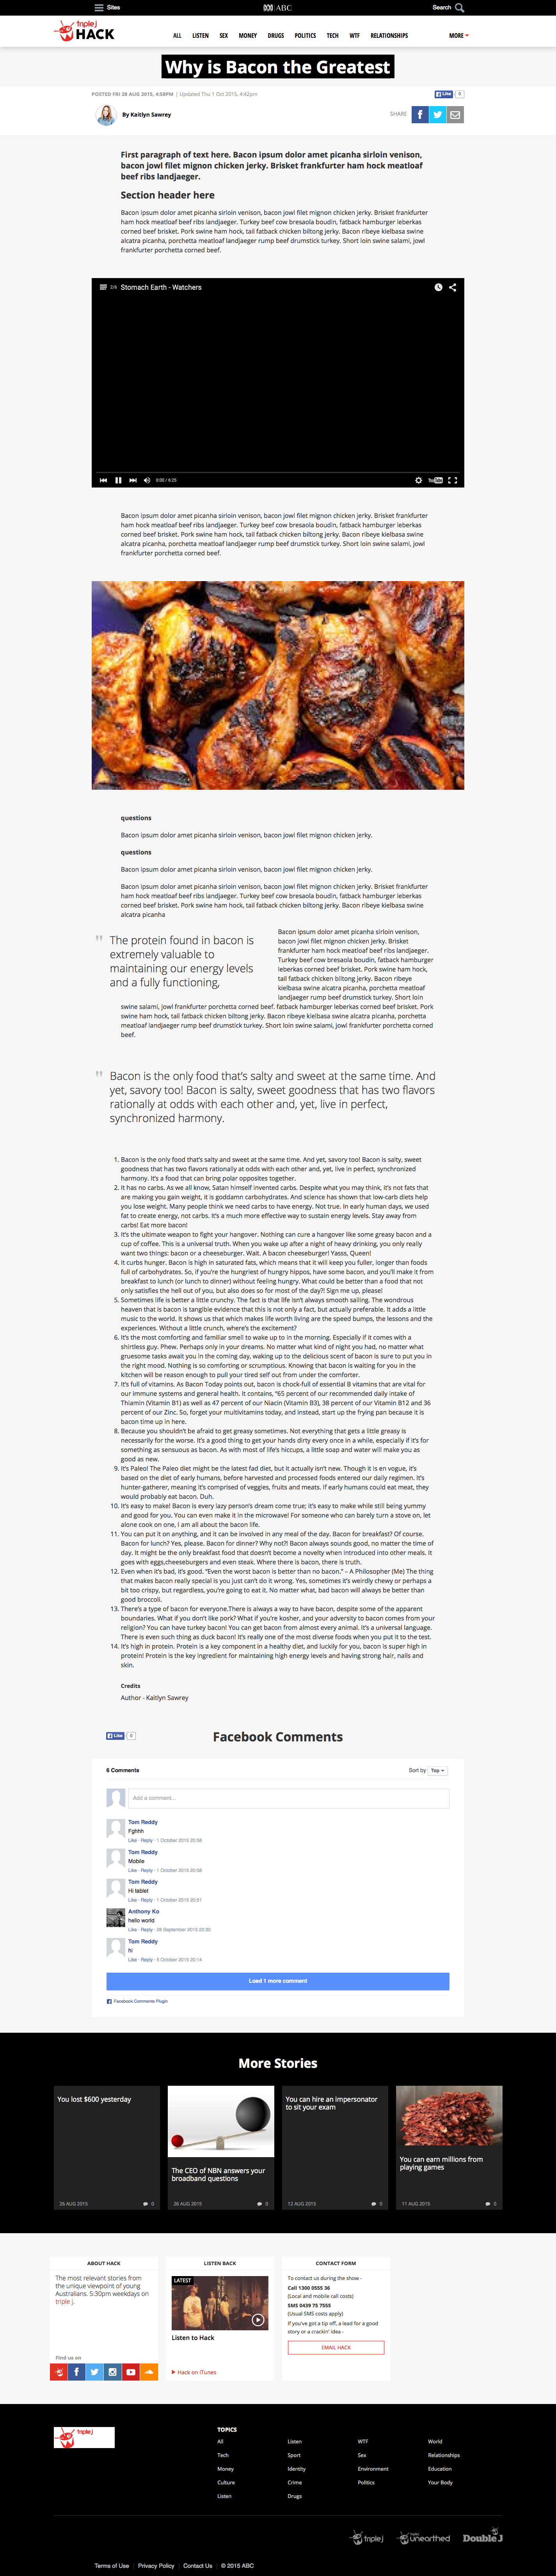 Sites
ABC
Search
triple j
HACK
ALL LISTEN SEX MONEY DRUGS POLITICS TECH WTF RELATIONSHIPS MORE
Why is Bacon the Greatest
POSTED FRI 28 AUG 2015, 4:58PM | Updated Thu 1 Oct 2015, 4:42pm
Like 0
By Kaitlyn Sawrey
SHARE
First paragraph of text here. Bacon ipsum dolor amet picanha sirloin venison,
bacon jowl filet mignon chicken jerky. Brisket frankfurter ham hock meatloaf
beef ribs landjaeger.
Section header here
Bacon ipsum dolor amet picanha sirloin venison, bacon jowl filet mignon chicken jerky. Brisket frankfurter
ham hock meatloaf beef ribs landjaeger. Turkey beef cow bresaola boudin, fatback hamburger leberkas
corned beef brisket. Pork swine ham hock, tail fatback chicken biltong jerky. Bacon ribeye kielbasa swine
alcatra picanha, porchetta meatloaf landjaeger rump beef drumstick turkey. Short loin swine salami, jowl
frankfurter porchetta corned beef.
2/6 Stomach Earth - Watchers
0:00 / 6:25
YouTube
Bacon ipsum dolor amet picanha sirloin venison, bacon jowl filet mignon chicken jerky. Brisket frankfurter
ham hock meatloaf beef ribs landjaeger. Turkey beef cow bresaola boudin, fatback hamburger leberkas
corned beef brisket. Pork swine ham hock, tail fatback chicken biltong jerky. Bacon ribeye kielbasa swine
alcatra picanha, porchetta meatloaf landjaeger rump beef drumstick turkey. Short loin swine salami, jowl
frankfurter porchetta corned beef.
questions
Bacon ipsum dolor amet picanha sirloin venison, bacon jowl filet mignon chicken jerky.
questions
Bacon ipsum dolor amet picanha sirloin venison, bacon jowl filet mignon chicken jerky.
Bacon ipsum dolor amet picanha sirloin venison, bacon jowl filet mignon chicken jerky. Brisket frankfurter
ham hock meatloaf beef ribs landjaeger. Turkey beef cow bresaola boudin, fatback hamburger leberkas
corned beef brisket. Pork swine ham hock, tail fatback chicken biltong jerky. Bacon ribeye kielbasa swine
alcatra picanha
" The protein found in bacon is
extremely valuable to
maintaining our energy levels
and a fully functioning,
Bacon ipsum dolor amet picanha sirloin venison,
bacon jowl filet mignon chicken jerky. Brisket
frankfurter ham hock meatloaf beef ribs landjaeger.
Turkey beef cow bresaola boudin, fatback hamburger
leberkas corned beef brisket. Pork swine ham hock,
tail fatback chicken biltong jerky. Bacon ribeye
kielbasa swine alcatra picanha, porchetta meatloaf
landjaeger rump beef drumstick turkey. Short loin
swine salami, jowl frankfurter porchetta corned beef. fatback hamburger leberkas corned beef brisket. Pork
swine ham hock, tail fatback chicken biltong jerky. Bacon ribeye kielbasa swine alcatra picanha, porchetta
meatloaf landjaeger rump beef drumstick turkey. Short loin swine salami, jowl frankfurter porchetta corned
beef.
" Bacon is the only food that's salty and sweet at the same time. And
yet, savory too! Bacon is salty, sweet goodness that has two flavors
rationally at odds with each other and, yet, live in perfect,
synchronized harmony.
1. Bacon is the only food that's salty and sweet at the same time. And yet, savory too! Bacon is salty, sweet
goodness that has two flavors rationally at odds with each other and, yet, live in perfect, synchronized
harmony. It's a food that can bring polar opposites together.
2. It has no carbs. As we all know, Satan himself invented carbs. Despite what you may think, it's not fats that
are making you gain weight, it is goddamn carbohydrates. And science has shown that low-carb diets help
you lose weight. Many people think we need carbs to have energy. Not true. In early human days, we used
fat to create energy, not carbs. It's a much more effective way to sustain energy levels. Stay away from
carbs! Eat more bacon!
3. It's the ultimate weapon to fight your hangover. Nothing can cure a hangover like some greasy bacon and a
cup of coffee. This is a universal truth. When you wake up after a night of heavy drinking, you only really
want two things: bacon or a cheeseburger. Wait. A bacon cheeseburger! Yasss, Queen!
4. It curbs hunger. Bacon is high in saturated fats, which means that it will keep you fuller, longer than foods
full of carbohydrates. So, if you're the hungriest of hungry hippos, have some bacon, and you'll make it from
breakfast to lunch (or lunch to dinner) without feeling hungry. What could be better than a food that not
only satisfies the hell out of you, but also does so for most of the day?! Sign me up, please!
5. Sometimes life is better a little crunchy. The fact is that life isn't always smooth sailing. The wondrous
heaven that is bacon is tangible evidence that this is not only a fact, but actually preferable. It adds a little
music to the world. It shows us that which makes life worth living are the speed bumps, the lessons and the
experiences. Without a little crunch, where's the excitement?
6. It's the most comforting and familiar smell to wake up to in the morning. Especially if it comes with a
shirtless guy. Phew. Perhaps only in your dreams. No matter what kind of night you had, no matter what
gruesome tasks await you in the coming day, waking up to the delicious scent of bacon is sure to put you in
the right mood. Nothing is so comforting or scrumptious. Knowing that bacon is waiting for you in the
kitchen will be reason enough to pull your tired self out from under the comforter.
7. It's full of vitamins. As Bacon Today points out, bacon is chock-full of essential B vitamins that are vital for
our immune systems and general health. It contains, "65 percent of our recommended daily intake of
Thiamin (Vitamin B1) as well as 47 percent of our Niacin (Vitamin B3), 38 percent of our Vitamin B12 and 36
percent of our Zinc. So, forget your multivitamins today, and instead, start up the frying pan because it is
bacon time up in here.
8. Because you shouldn't be afraid to get greasy sometimes. Not everything that gets a little greasy is
necessarily for the worse. It's a good thing to get your hands dirty every once in a while, especially if it's for
something as sensuous as bacon. As with most of life's hiccups, a little soap and water will make you as
good as new.
9. It's Paleo! The Paleo diet might be the latest fad diet, but it actually isn't new. Though it is en vogue, it's
based on the diet of early humans, before harvested and processed foods entered our daily regimen. It's
hunter-gatherer, meaning it's comprised of veggies, fruits and meats. If early humans could eat meat, they
would probably eat bacon. Duh.
10. It's easy to make! Bacon is every lazy person's dream come true; it's easy to make while still being yummy
and good for you. You can even make it in the microwave! For someone who can barely turn a stove on, let
alone cook on one, I am all about the bacon life.
11. You can put it on anything, and it can be involved in any meal of the day. Bacon for breakfast? Of course.
Bacon for lunch? Yes, please. Bacon for dinner? Why not?! Bacon always sounds good, no matter the time of
day. It might be the only breakfast food that doesn't become a novelty when introduced into other meals. It
goes with eggs,cheeseburgers and even steak. Where there is bacon, there is truth.
12. Even when it's bad, it's good. "Even the worst bacon is better than no bacon." – A Philosopher (Me) The thing
that makes bacon really special is you just can't do it wrong. Yes, sometimes it's weirdly chewy or perhaps a
bit too crispy, but regardless, you're going to eat it. No matter what, bad bacon will always be better than
good broccoli.
13. There's a type of bacon for everyone.There is always a way to have bacon, despite some of the apparent
boundaries. What if you don't like pork? What if you're kosher, and your adversity to bacon comes from your
religion? You can have turkey bacon! You can get bacon from almost every animal. It's a universal language.
There is even such thing as duck bacon! It's really one of the most diverse foods when you put it to the test.
14. It's high in protein. Protein is a key component in a healthy diet, and luckily for you, bacon is super high in
protein! Protein is the key ingredient for maintaining high energy levels and having strong hair, nails and
skin.
Credits
Author - Kaitlyn Sawrey
Like 0
Facebook Comments
6 Comments
Sort by Top
Add a comment...
Tom Reddy
Fghhh
Like · Reply · 1 October 2015 20:58
Tom Reddy
Mobile
Like · Reply · 1 October 2015 20:58
Tom Reddy
Hi tablet
Like · Reply · 1 October 2015 20:51
Anthony Ko
hello world
Like · Reply · 28 September 2015 22:30
Tom Reddy
hi
Like · Reply · 5 October 2015 20:14
Load 1 more comment
Facebook Comments Plugin
More Stories
You lost $600 yesterday
26 AUG 2015 0
The CEO of NBN answers your
broadband questions
26 AUG 2015 0
You can hire an impersonator
to sit your exam
12 AUG 2015 0
You can earn millions from
playing games
11 AUG 2015 0
ABOUT HACK
The most relevant stories from
the unique viewpoint of young
Australians. 5:30pm weekdays on
triple j.
Find us on
LISTEN BACK
LATEST
Listen to Hack
Hack on iTunes
CONTACT FORM
To contact us during the show -
Call 1300 0555 36
(Local and mobile call costs)
SMS 0439 75 7555
(Usual SMS costs apply)
If you've got a tip off, a lead for a good
story or a crackin' idea -
EMAIL HACK
triple j
TOPICS
All Listen WTF World
Tech Sport Sex Relationships
Money Identity Environment Education
Culture Crime Politics Your Body
Listen Drugs
triple j
triple j unearthed
Double J
Terms of Use | Privacy Policy | Contact Us | © 2015 ABC